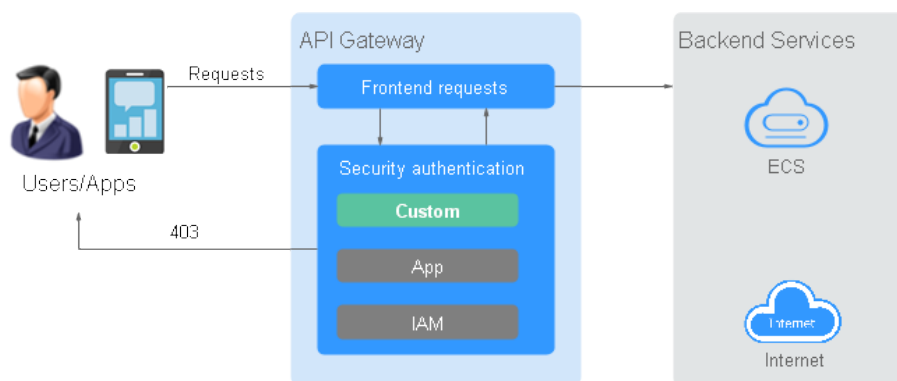 API Gateway
Backend Services
Requests
Frontend requests
Users/Apps
Security authentication
Custom
403
App
IAM
ECS
Internet
Internet